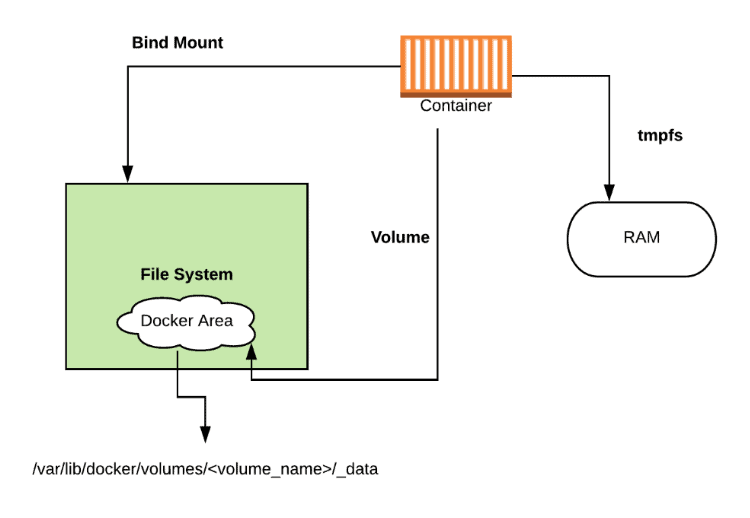 Bind Mount
Container
tmpfs
Volume
RAM
File System
Docker Area
/var/lib/docker/volumes/<volume_name>/_data